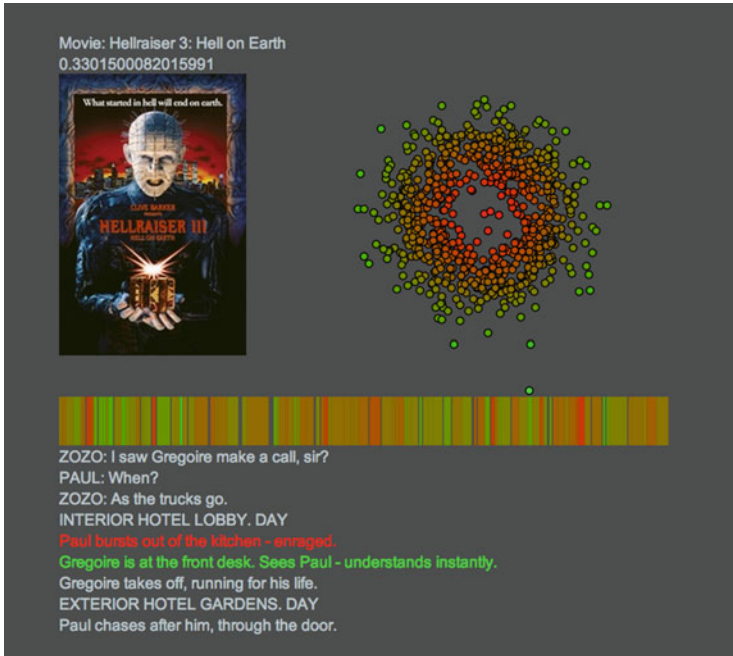 Movie: Hellraiser 3: Hell on Earth
0.3301500082015991
What started in hell will end on earth.
CLIVE BARKER
PRESENTS
HELLRAISER III
HELL ON EARTH
ZOZO: I saw Gregoire make a call, sir?
PAUL: When?
ZOZO: As the trucks go.
INTERIOR HOTEL LOBBY. DAY
Paul bursts out of the kitchen - enraged.
Gregoire is at the front desk. Sees Paul - understands instantly.
Gregoire takes off, running for his life.
EXTERIOR HOTEL GARDENS. DAY
Paul chases after him, through the door.